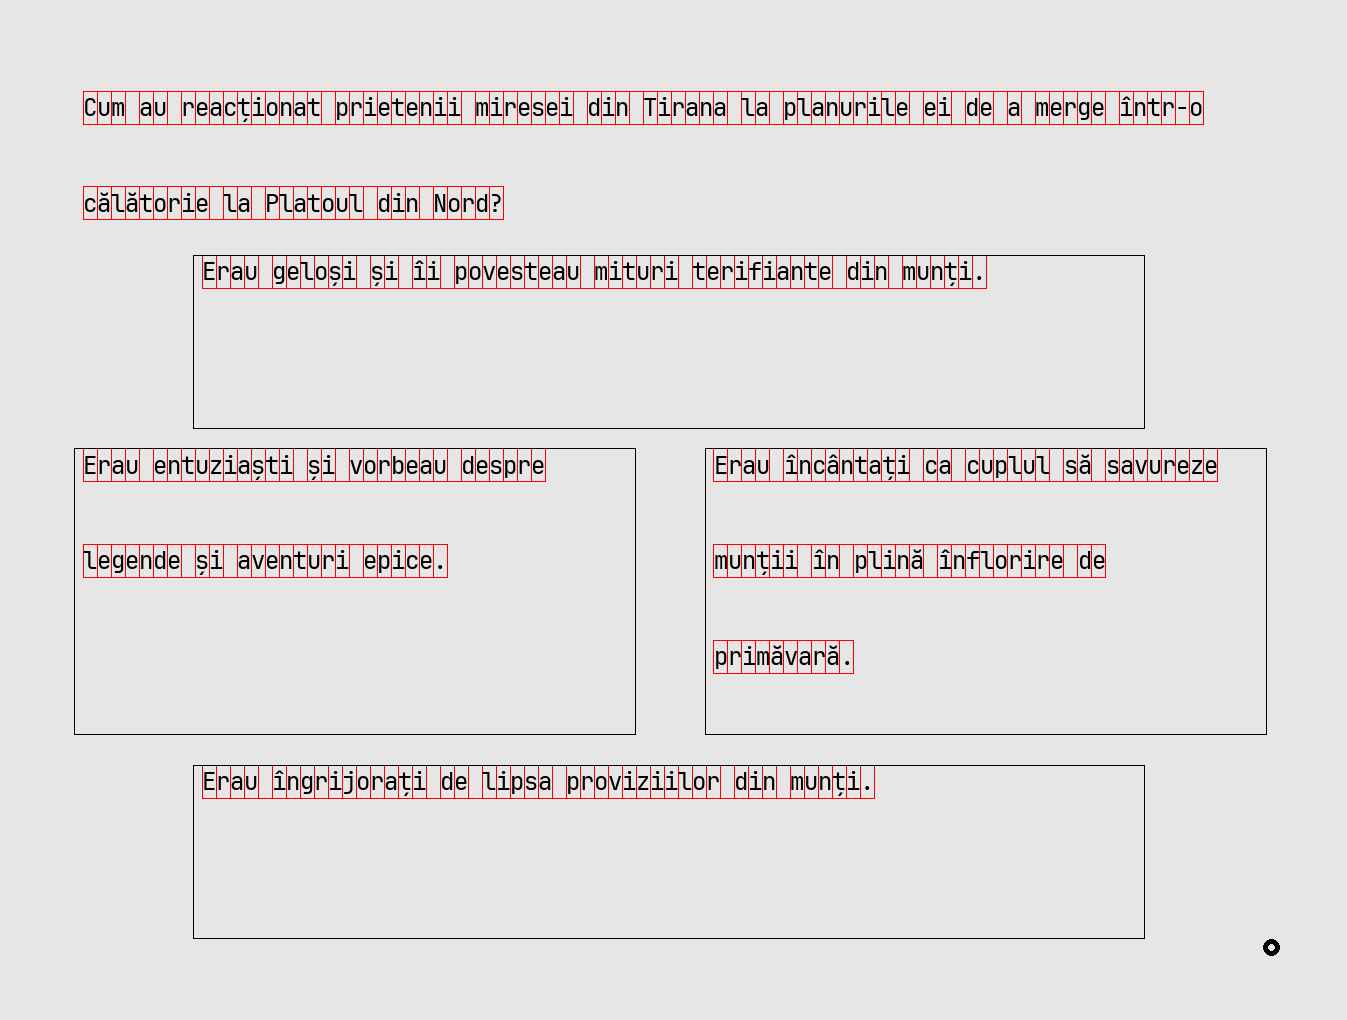 Cum au reacționat prietenii miresei din Tirana la planurile ei de a merge într-o
călătorie la Platoul din Nord?
Erau geloși și îi povesteau mituri terifiante din munți.
Erau entuziaști și vorbeau despre
legende și aventuri epice.
Erau încântați ca cuplul să savureze
munții în plină înflorire de
primăvară.
Erau îngrijorați de lipsa proviziilor din munți.